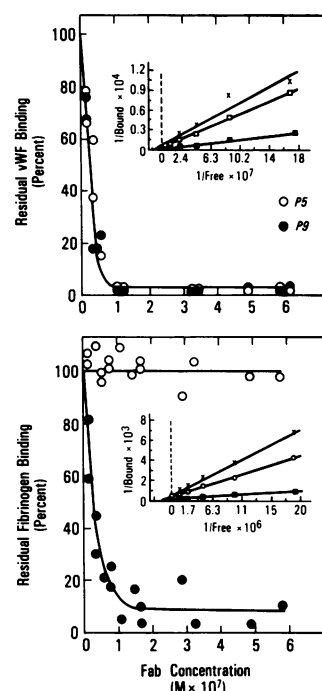 Residual vWF Binding
(Percent)
100
80
60
40
20
0
1/Bound ×10⁴
1.2
0.9
0.6
0.3
0
0 2.4 6.3 10.2 14 18
1/Free × 10⁷
P5
P9
0 1 2 3 4 5 6
Residual Fibrinogen Binding
(Percent)
100
80
60
40
20
0
1/Bound ×10³
8
6
4
2
0
0 1.7 6.3 11 15 20
1/Free × 10⁶
0 1 2 3 4 5 6
Fab Concentration
(M × 10⁷)